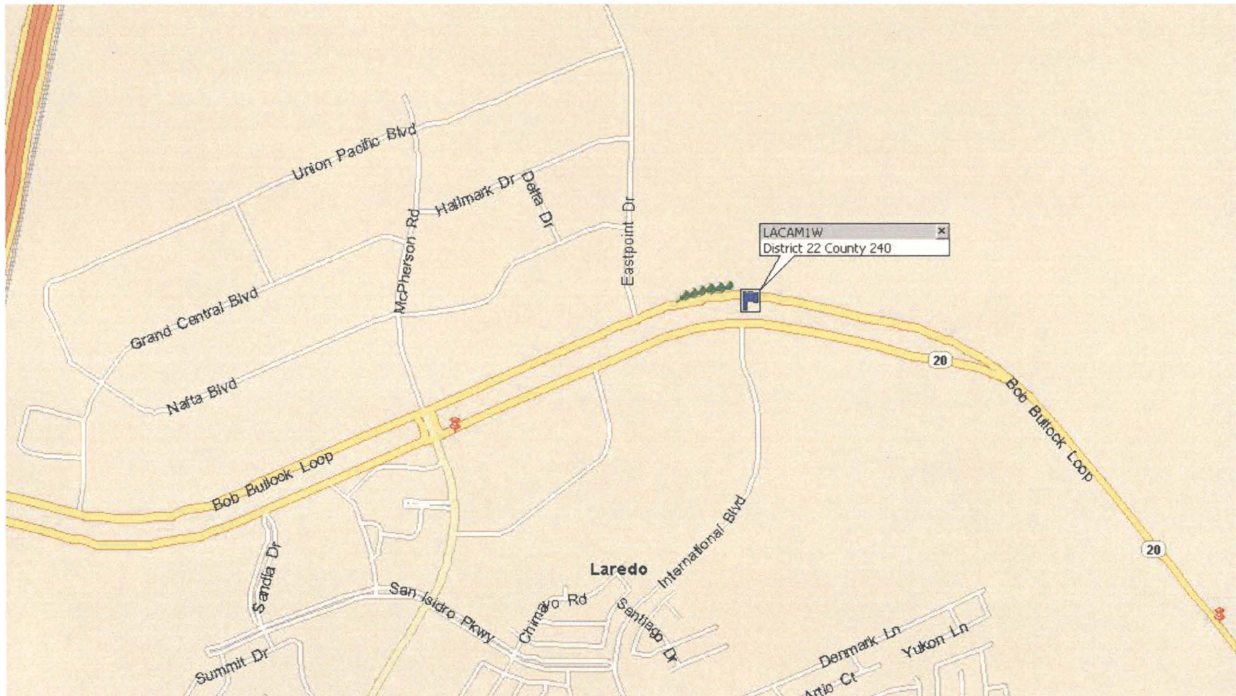 Union Pacific Blvd
Hallmark Dr
Delta Dr
McPherson Rd
Eastpoint Dr
LACAM1W
District 22 County 240
Grand Central Blvd
Nafta Blvd
20
Bob Bullock Loop
Bob Bullock Loop
20
Sandia Dr
International Blvd
Laredo
San Isidro Pkwy
Chimayo Rd
Santiago Dr
Summit Dr
Denmark Ln
Yukon Ln
Artic Ct